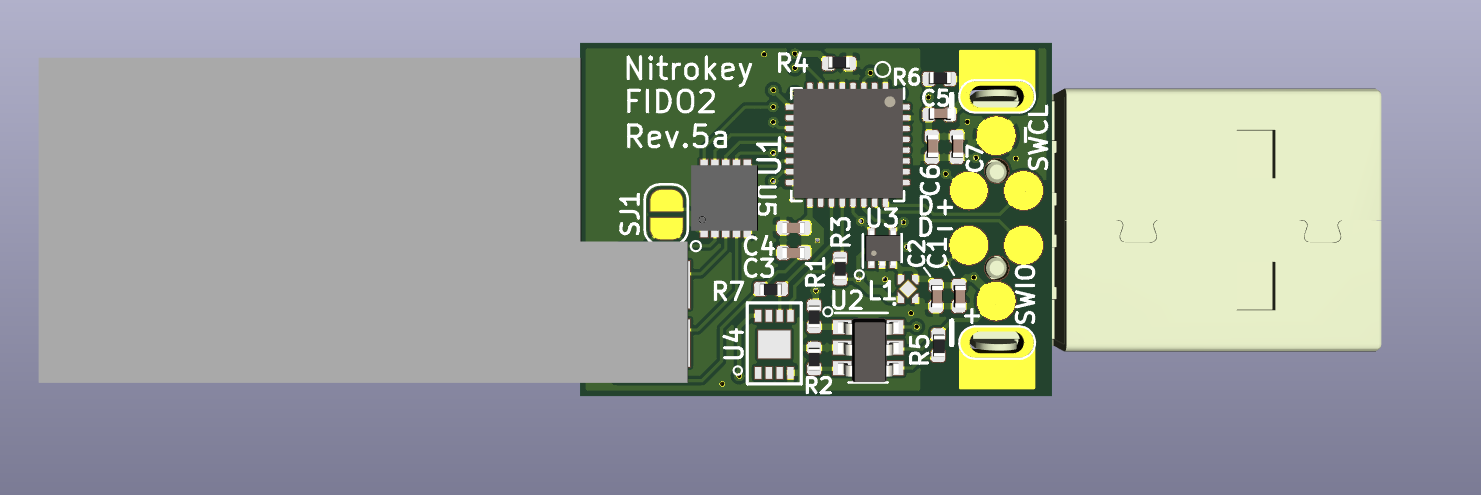 Nitrokey
FIDO2
Rev.5a
R4
R6
C5
SWCL
C7
U1
U5
C6
SJ1
+
U3
R3
−
C4
C3
C2
C1
R1
R7
L1
U2
SWIO
+
U4
R5
R2